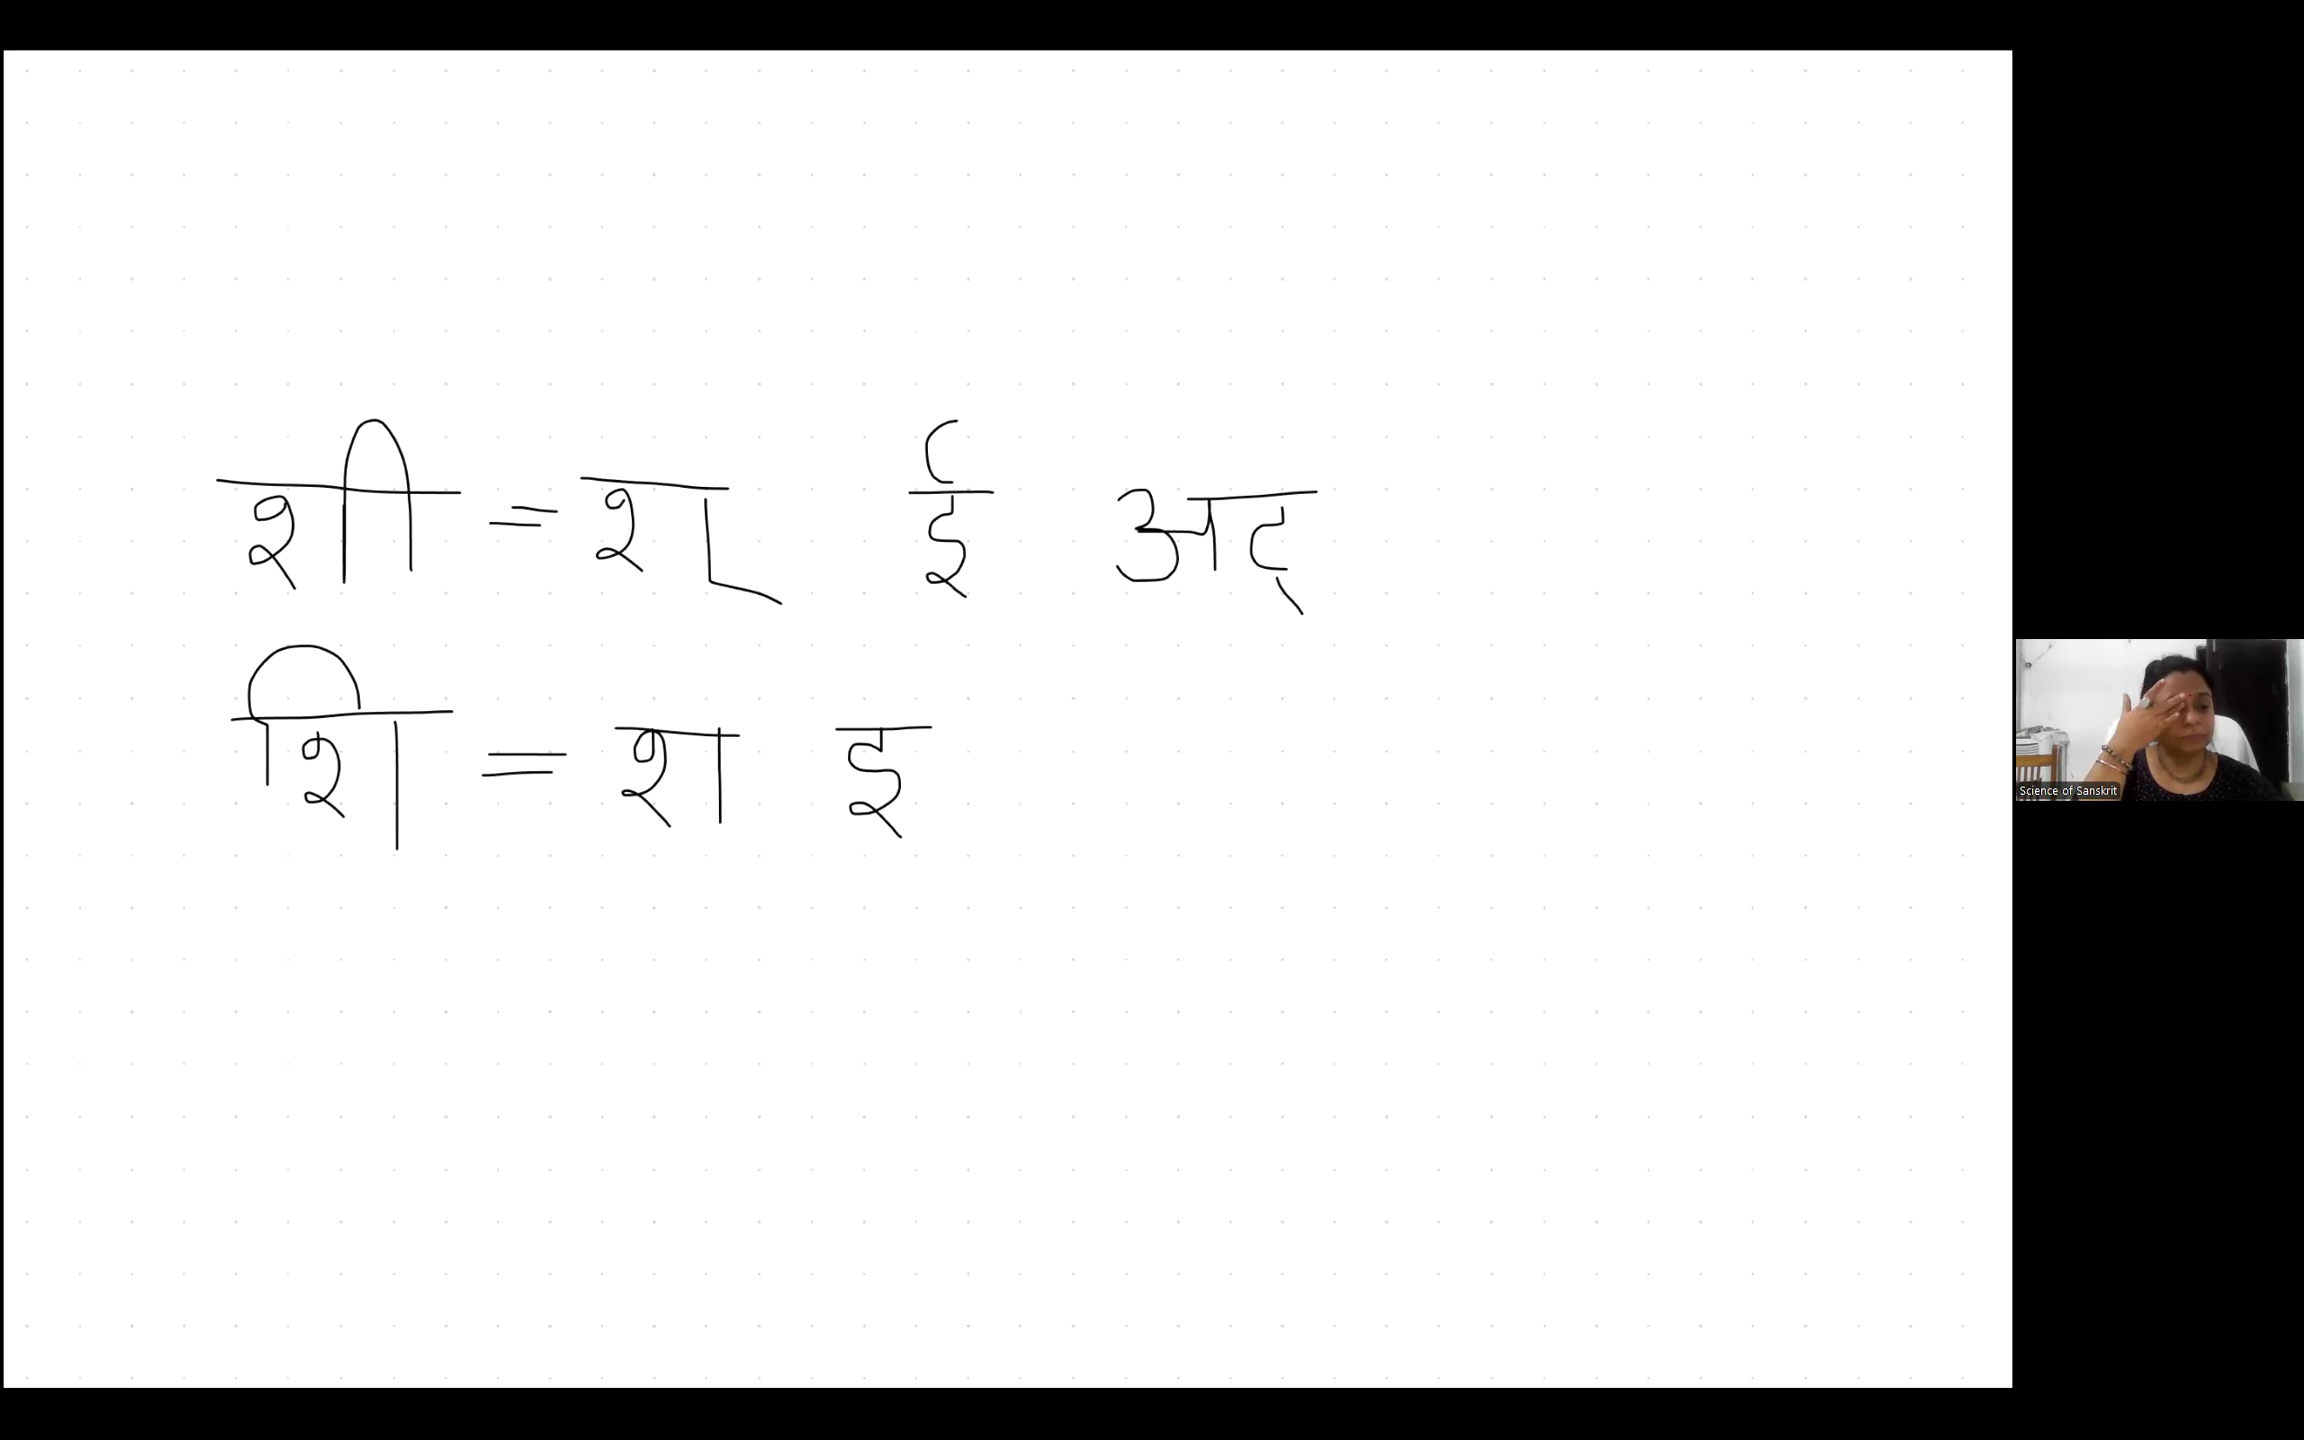 शी = श् ई अद्
शि = श इ
Science of Sanskrit